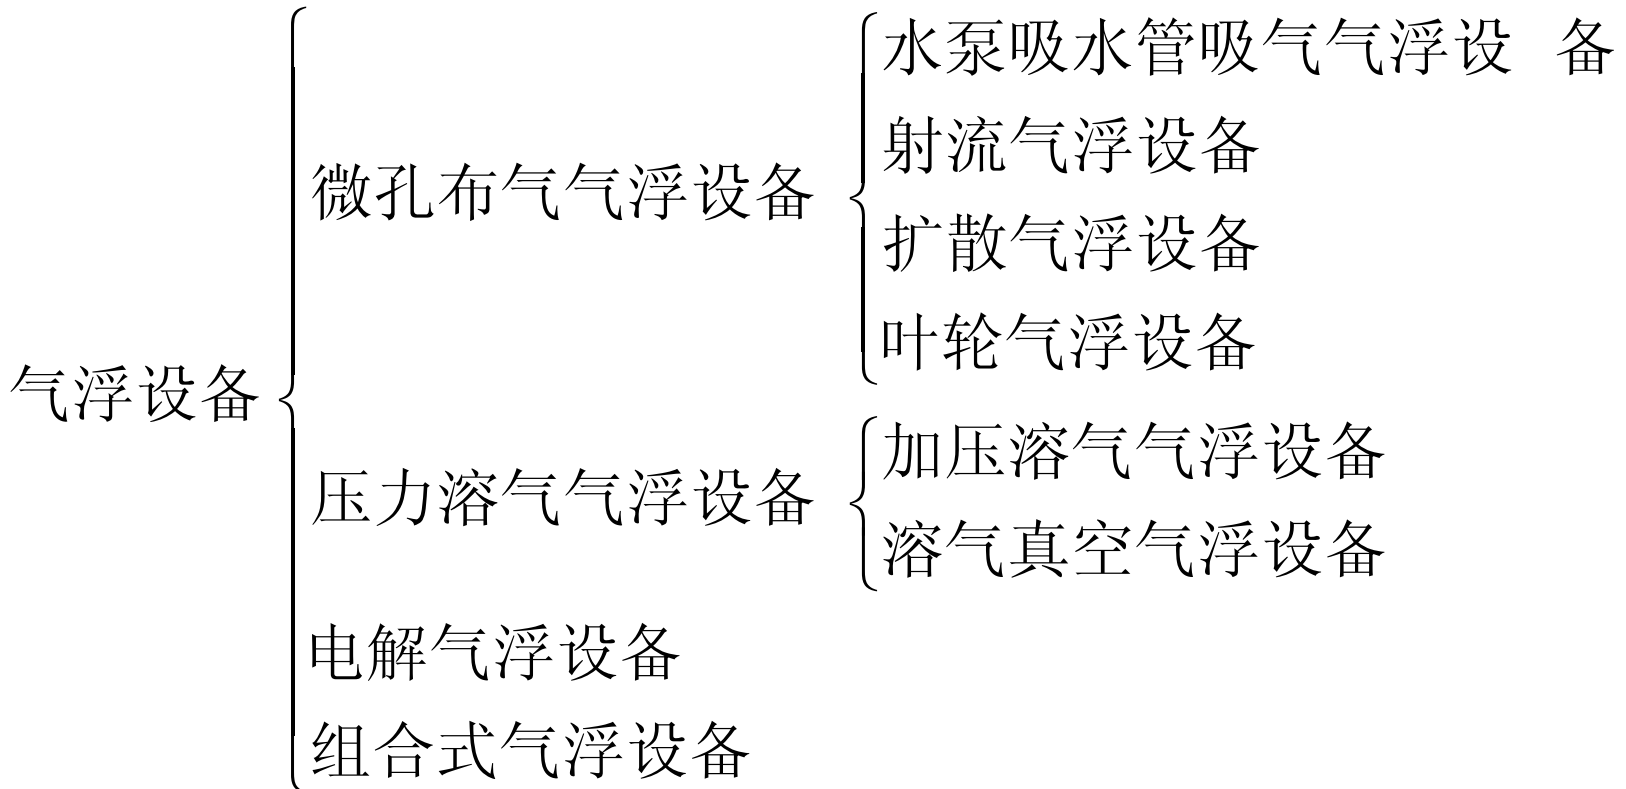 气浮设备
微孔布气气浮设备
水泵吸水管吸气气浮设 备
射流气浮设备
扩散气浮设备
叶轮气浮设备
压力溶气气浮设备
加压溶气气浮设备
溶气真空气浮设备
电解气浮设备
组合式气浮设备